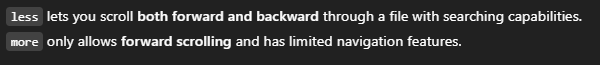 less lets you scroll both forward and backward through a file with searching capabilities.
more only allows forward scrolling and has limited navigation features.